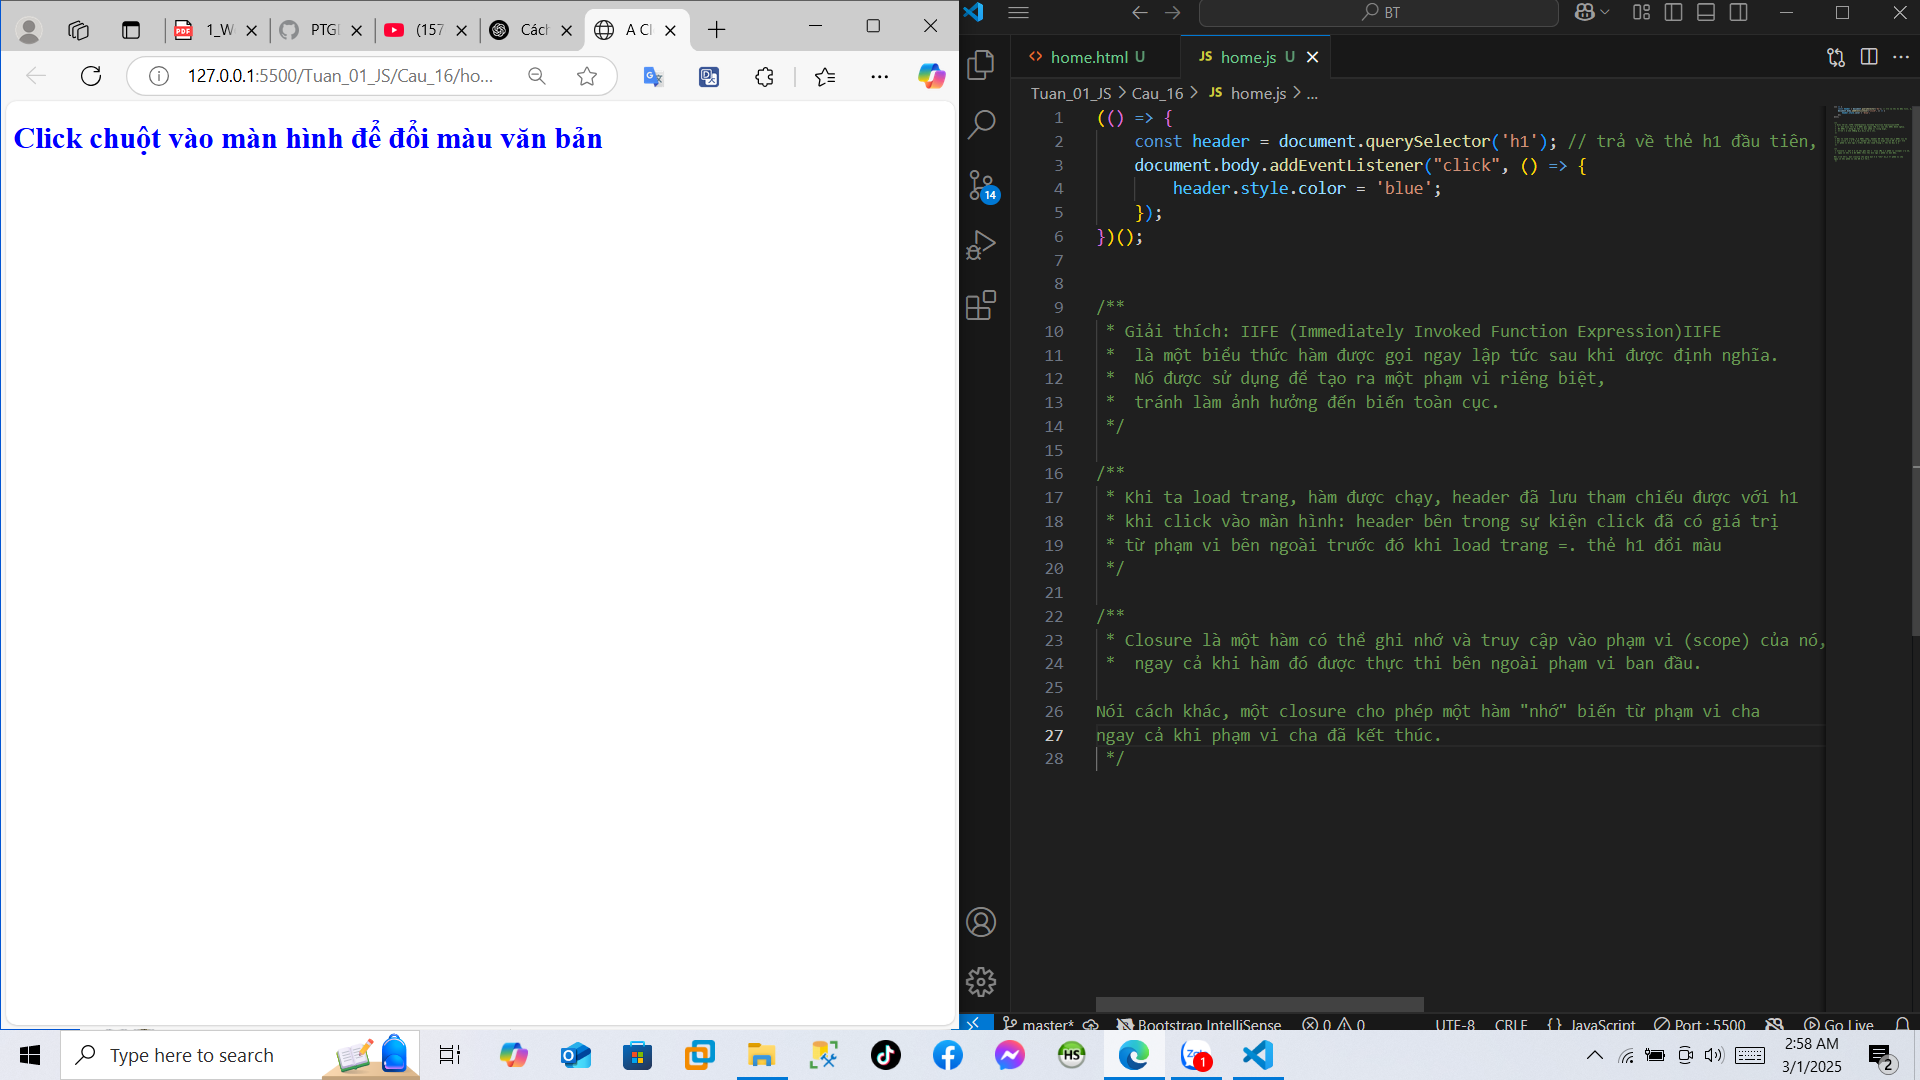 1_W
PTGI
(157
Cách
A Cl
127.0.0.1:5500/Tuan_01_JS/Cau_16/ho...
Click chuột vào màn hình để đổi màu văn bản
BT
home.html U
JS home.js U
Tuan_01_JS > Cau_16 > JS home.js > ...
1 (() => {
2 const header = document.querySelector('h1'); // trả về thẻ h1 đầu tiên,
3 document.body.addEventListener("click", () => {
4 header.style.color = 'blue';
5 });
6 })();
7
8
9 /**
10 * Giải thích: IIFE (Immediately Invoked Function Expression)IIFE
11 * là một biểu thức hàm được gọi ngay lập tức sau khi được định nghĩa.
12 * Nó được sử dụng để tạo ra một phạm vi riêng biệt,
13 * tránh làm ảnh hưởng đến biến toàn cục.
14 */
15
16 /**
17 * Khi ta load trang, hàm được chạy, header đã lưu tham chiếu được với h1
18 * khi click vào màn hình: header bên trong sự kiện click đã có giá trị
19 * từ phạm vi bên ngoài trước đó khi load trang =. thẻ h1 đổi màu
20 */
21
22 /**
23 * Closure là một hàm có thể ghi nhớ và truy cập vào phạm vi (scope) của nó,
24 * ngay cả khi hàm đó được thực thi bên ngoài phạm vi ban đầu.
25
26 Nói cách khác, một closure cho phép một hàm "nhớ" biến từ phạm vi cha
27 ngay cả khi phạm vi cha đã kết thúc.
28 */
14
master* Bootstrap IntelliSense 0 0 UTF-8 CRLF {} JavaScript Port : 5500 Go Live
Type here to search
HS
1
2:58 AM
3/1/2025
2